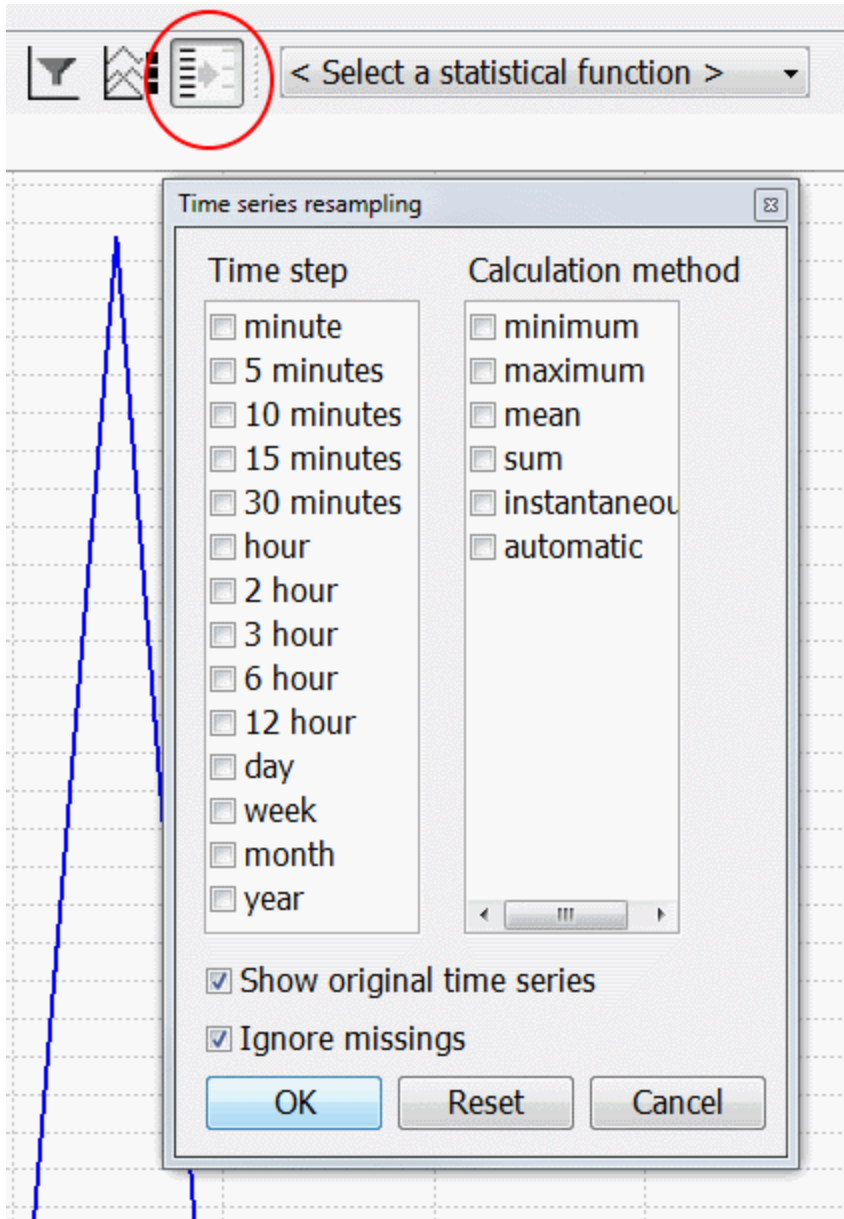 < Select a statistical function >
Time series resampling
Time step
minute
5 minutes
10 minutes
15 minutes
30 minutes
hour
2 hour
3 hour
6 hour
12 hour
day
week
month
year
Calculation method
minimum
maximum
mean
sum
instantaneou
automatic
Show original time series
Ignore missings
OK Reset Cancel